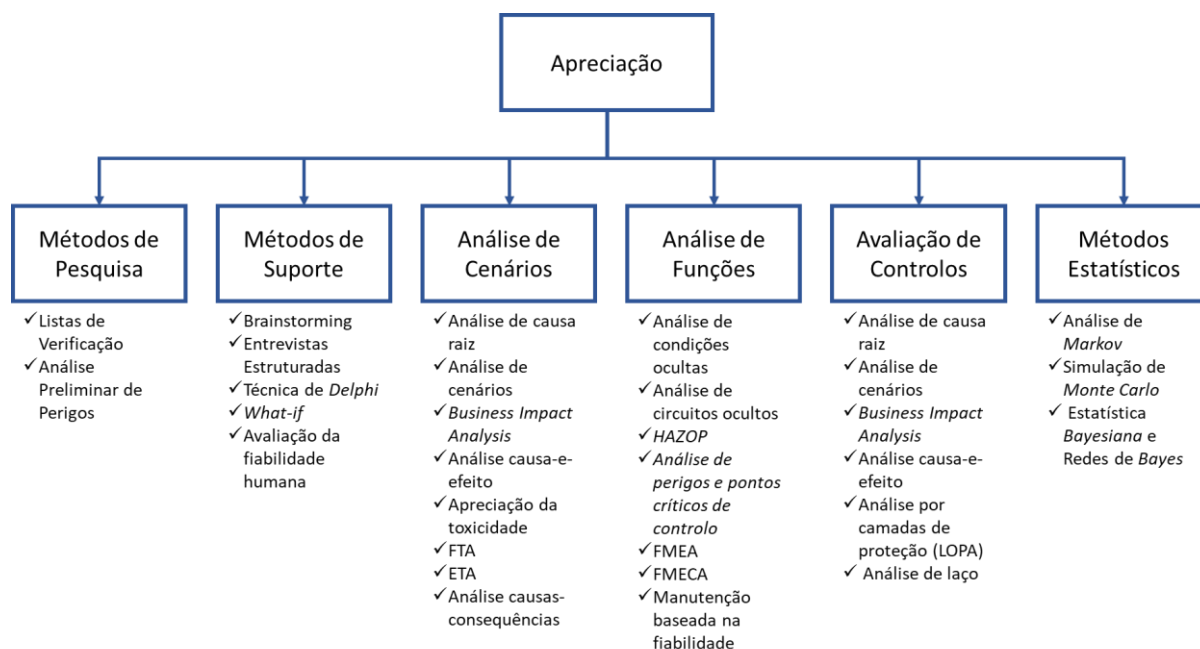 Apreciação
Métodos de
Pesquisa
✓Listas de
Verificação
✓Análise
Preliminar de
Perigos
Métodos de
Suporte
✓Brainstorming
✓Entrevistas
Estruturadas
✓Técnica de Delphi
✓What-if
✓Avaliação da
fiabilidade
humana
Análise de
Cenários
✓Análise de causa
raiz
✓Análise de
cenários
✓Business Impact
Analysis
✓Análise causa-e-
efeito
✓Apreciação da
toxicidade
✓FTA
✓ETA
✓Análise causas-
consequências
Análise de
Funções
✓Análise de
condições
ocultas
✓Análise de
circuitos ocultos
✓HAZOP
✓Análise de
perigos e pontos
críticos de
controlo
✓FMEA
✓FMECA
✓Manutenção
baseada na
fiabilidade
Avaliação de
Controlos
✓Análise de causa
raiz
✓Análise de
cenários
✓Business Impact
Analysis
✓Análise causa-e-
efeito
✓Análise por
camadas de
proteção (LOPA)
✓ Análise de laço
Métodos
Estatísticos
✓Análise de
Markov
✓Simulação de
Monte Carlo
✓ Estatística
Bayesiana e
Redes de Bayes